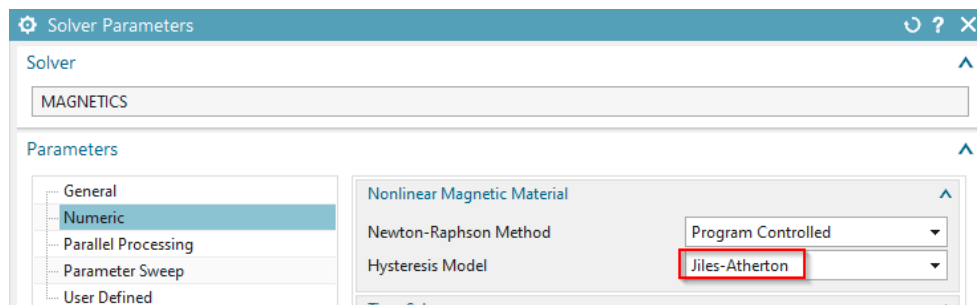 Solver Parameters
Solver
MAGNETICS
Parameters
General
Numeric
Parallel Processing
Parameter Sweep
User Defined
Nonlinear Magnetic Material
Newton-Raphson Method Program Controlled
Hysteresis Model Jiles-Atherton